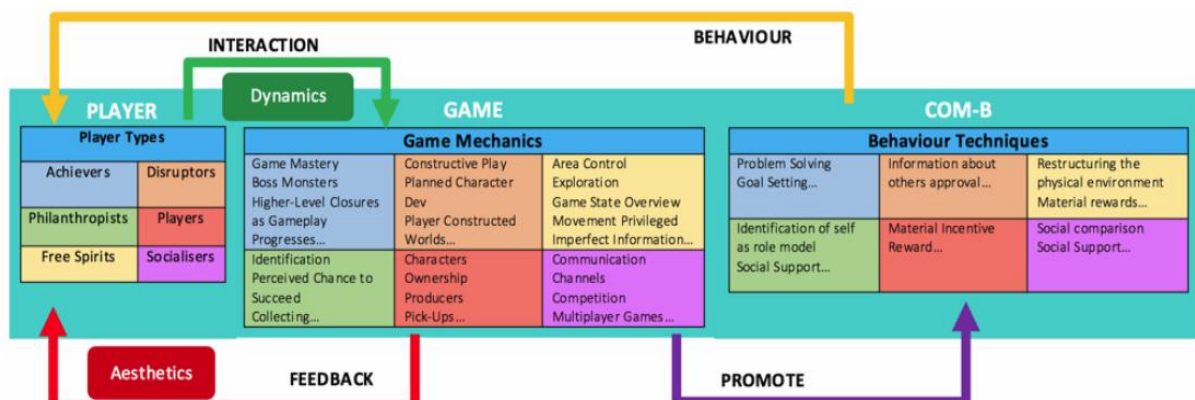 INTERACTION
BEHAVIOUR
Dynamics
PLAYER
GAME
COM-B
Player Types
Achievers
Disruptors
Philanthropists
Players
Free Spirits
Socialisers
Game Mechanics
Game Mastery
Boss Monsters
Higher-Level Closures
as Gameplay
Progresses...
Constructive Play
Planned Character
Dev
Player Constructed
Worlds...
Area Control
Exploration
Game State Overview
Movement Privileged
Imperfect Information...
Identification
Perceived Chance to
Succeed
Collecting...
Characters
Ownership
Producers
Pick-Ups...
Communication
Channels
Competition
Multiplayer Games...
Behaviour Techniques
Problem Solving
Goal Setting...
Information about
others approval...
Restructuring the
physical environment
Material rewards...
Identification of self
as role model
Social Support...
Material Incentive
Reward...
Social comparison
Social Support...
Aesthetics
FEEDBACK
PROMOTE